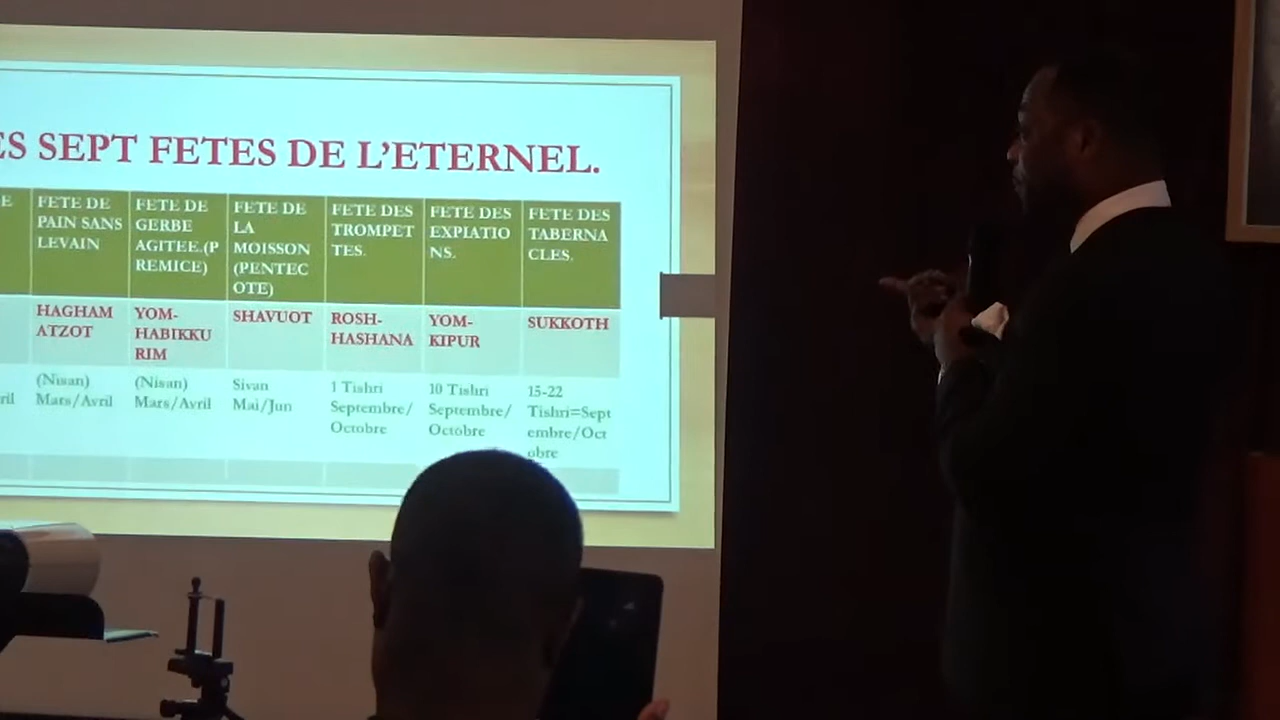 ES SEPT FETES DE L’ETERNEL.
E
FETE DE
PAIN SANS
LEVAIN
FETE DE
GERBE
AGITEE.(P
REMICE)
FETE DE
LA
MOISSON
(PENTEC
OTE)
FETE DES
TROMPET
TES.
FETE DES
EXPIATIO
NS.
FETE DES
TABERNA
CLES.
HAGHAM
ATZOT
YOM-
HABIKKU
RIM
SHAVUOT
ROSH-
HASHANA
YOM-
KIPUR
SUKKOTH
ril
(Nisan)
Mars/Avril
(Nisan)
Mars/Avril
Sivan
Mai/Jun
1 Tishri
Septembre/
Octobre
10 Tishri
Septembre/
Octobre
15-22
Tishri=Sept
embre/Oct
obre